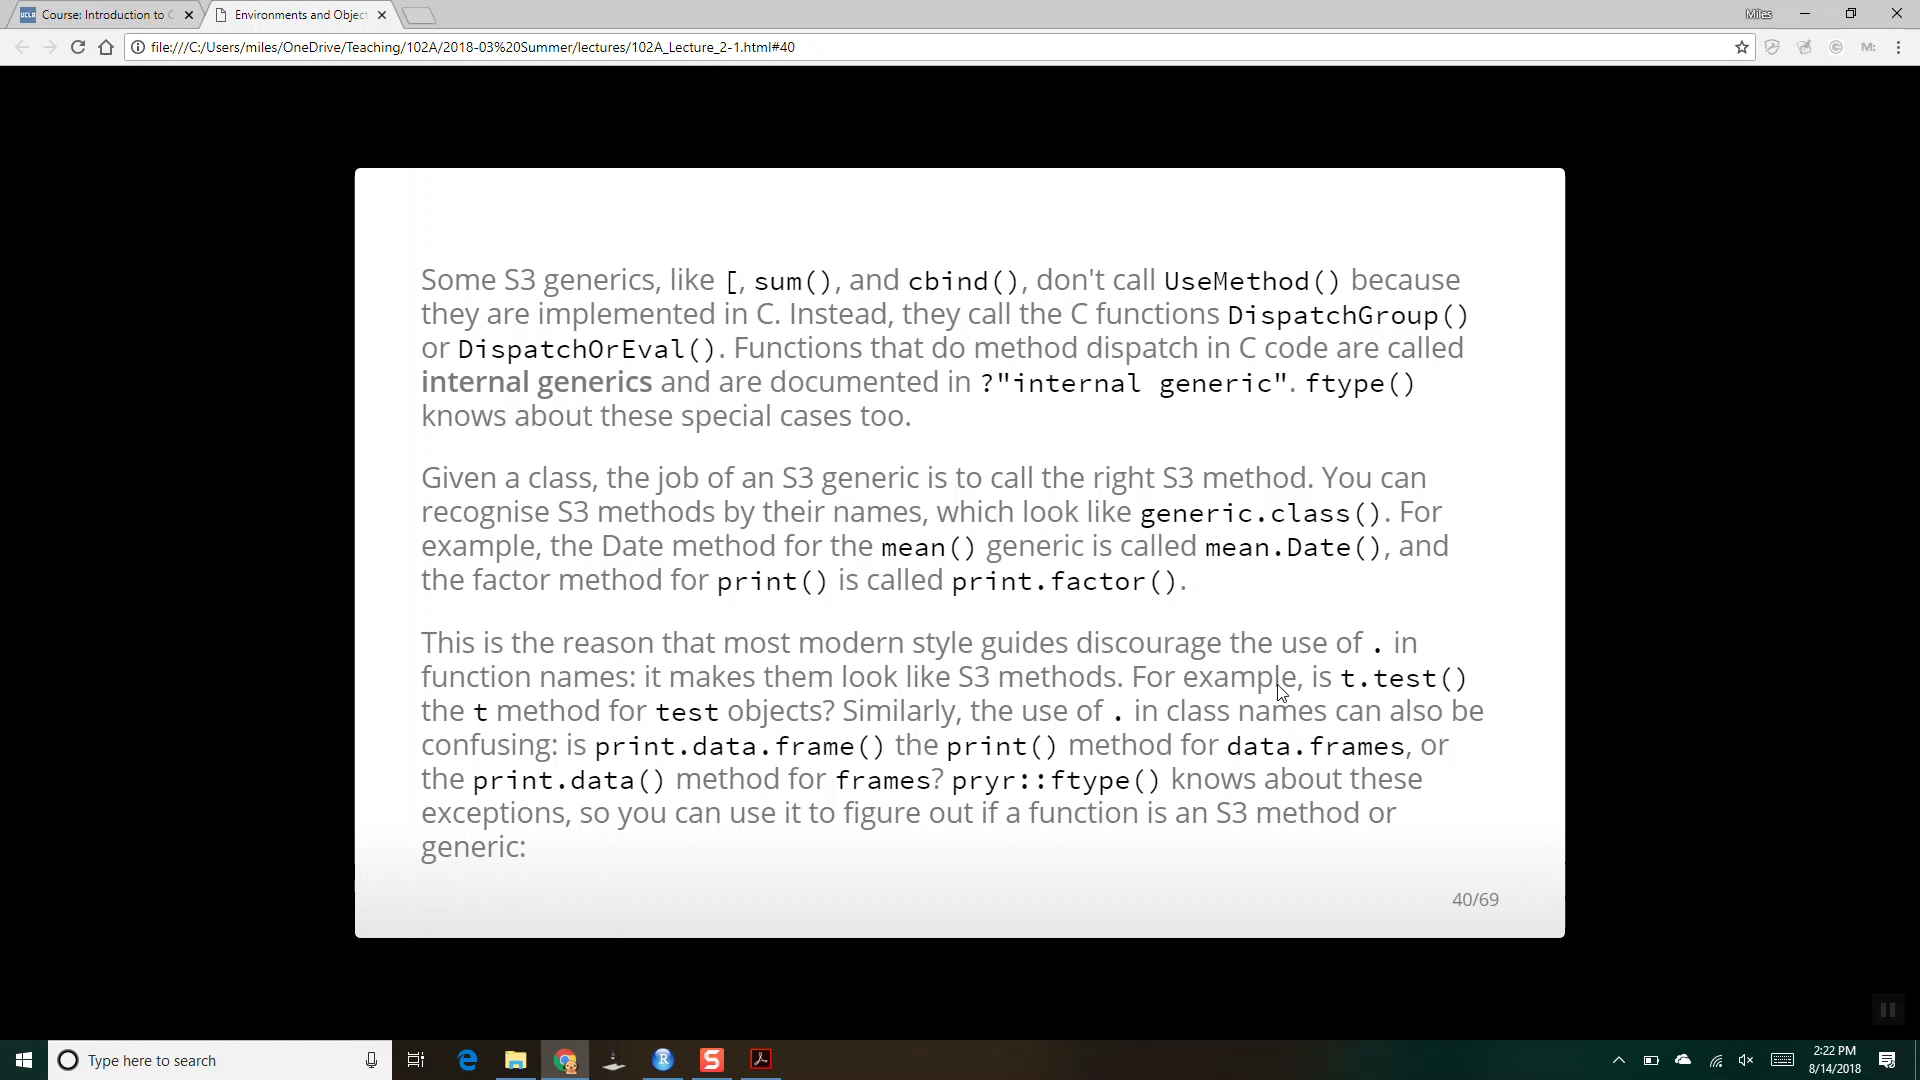 Course: Introduction to C
Environments and Object
Miles
file:///C:/Users/miles/OneDrive/Teaching/102A/2018-03%20Summer/lectures/102A_Lecture_2-1.html#40
Some S3 generics, like [, sum(), and cbind(), don't call UseMethod() because
they are implemented in C. Instead, they call the C functions DispatchGroup()
or DispatchOrEval(). Functions that do method dispatch in C code are called
internal generics and are documented in ?"internal generic". ftype()
knows about these special cases too.
Given a class, the job of an S3 generic is to call the right S3 method. You can
recognise S3 methods by their names, which look like generic.class(). For
example, the Date method for the mean() generic is called mean.Date(), and
the factor method for print() is called print.factor().
This is the reason that most modern style guides discourage the use of . in
function names: it makes them look like S3 methods. For example, is t.test()
the t method for test objects? Similarly, the use of . in class names can also be
confusing: is print.data.frame() the print() method for data.frames, or
the print.data() method for frames? pryr::ftype() knows about these
exceptions, so you can use it to figure out if a function is an S3 method or
generic:
40/69
Type here to search
2:22 PM
8/14/2018